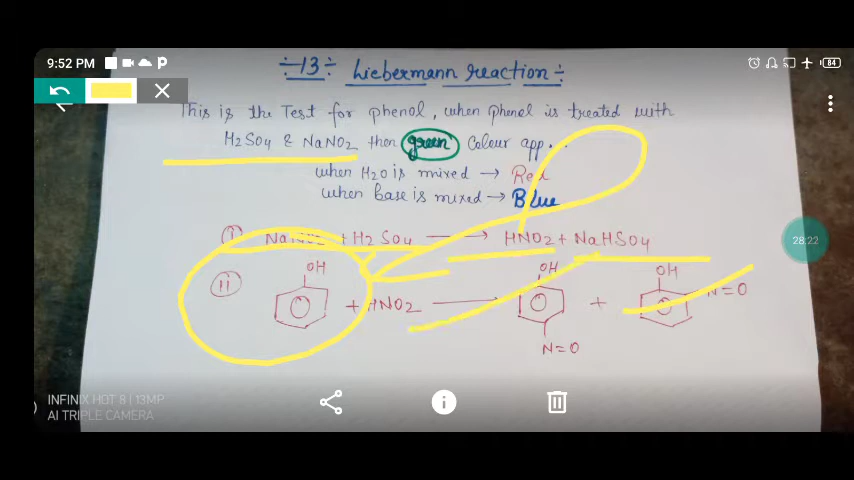 9:52 PM
84
÷13÷ Liebermann reaction ÷
This is the Test for phenol, when phenol is treated with
H2SO4 & NaNO2 then green Colour app..
when H2O is mixed → Red
when base is mixed → Blue
(i) + H2SO4 → HNO2 + NaHSO4
28:22
OH OH OH
(ii) + HNO2 → + N=O
N=O
INFINIX HOT 8 | 13MP
AI TRIPLE CAMERA